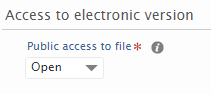 Access to electronic version
Public access to file*
Open